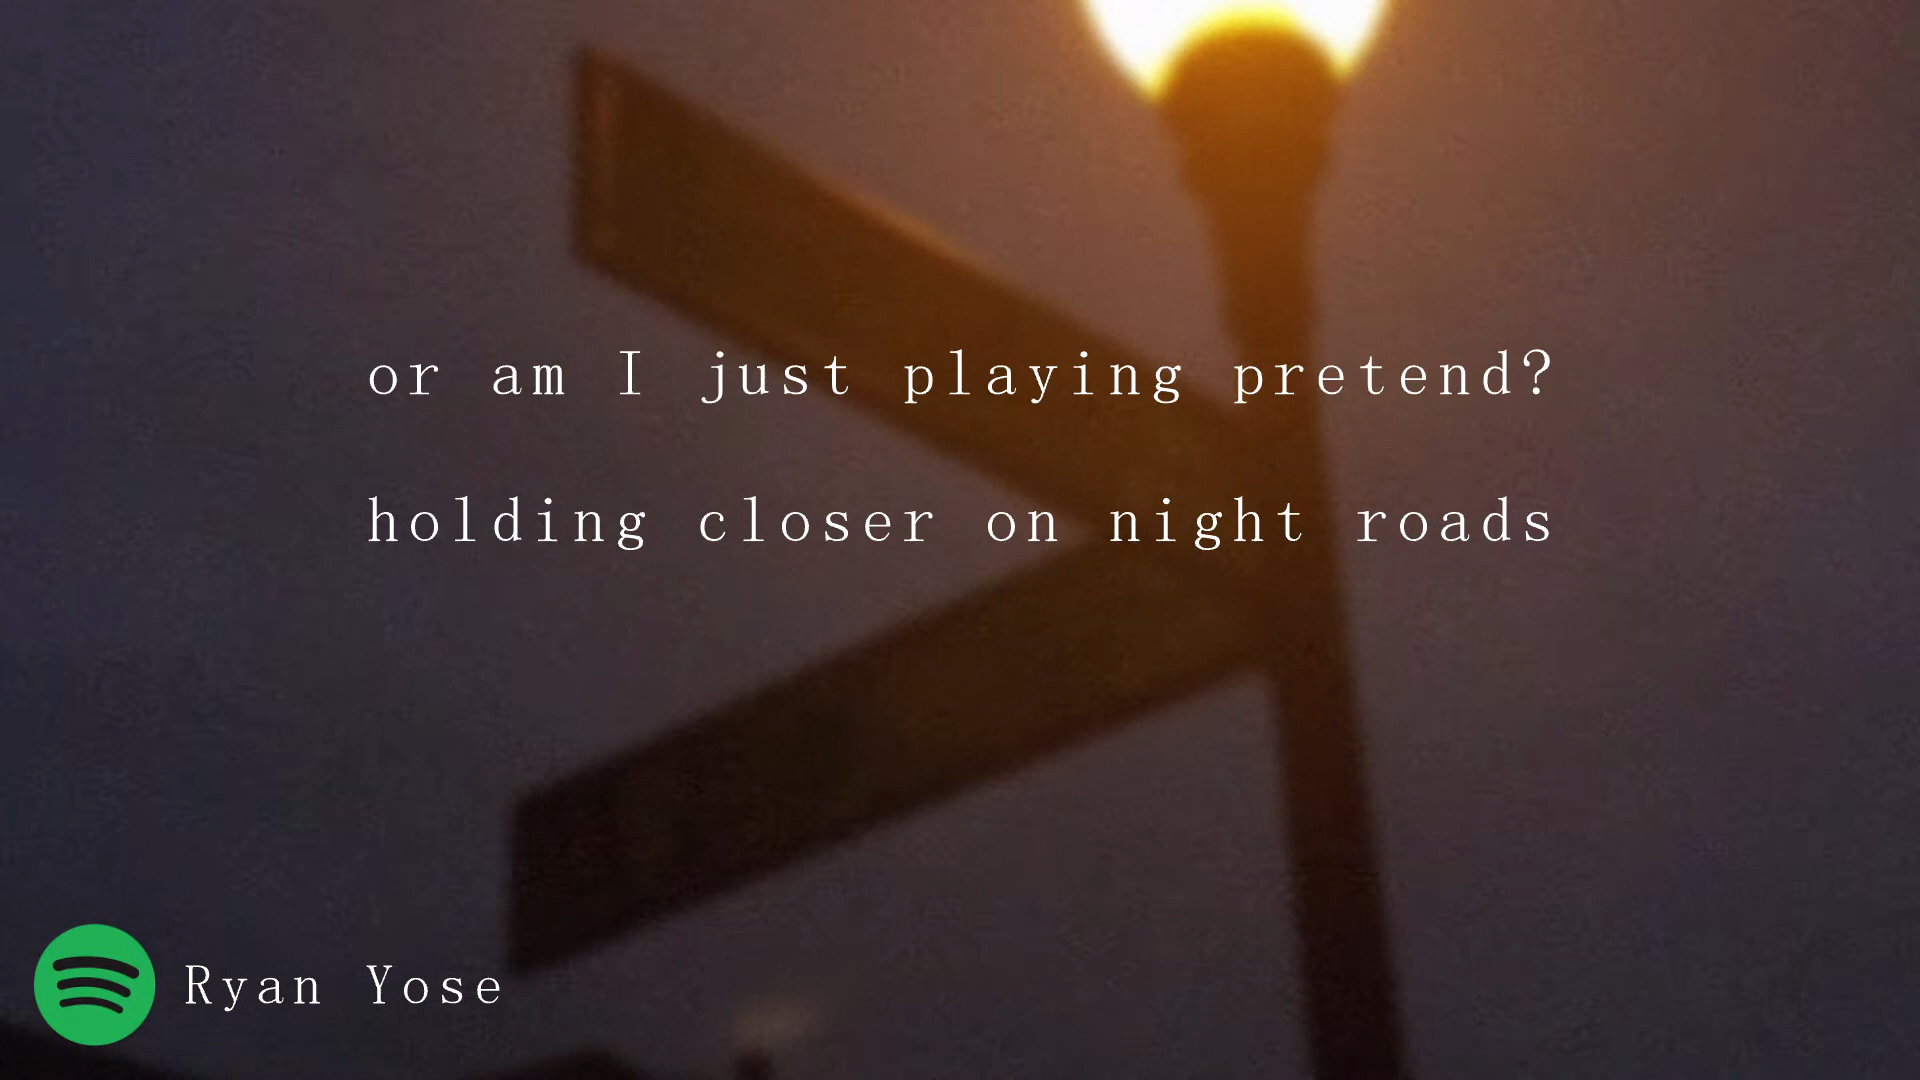 or am I just playing pretend?
holding closer on night roads
Ryan Yose